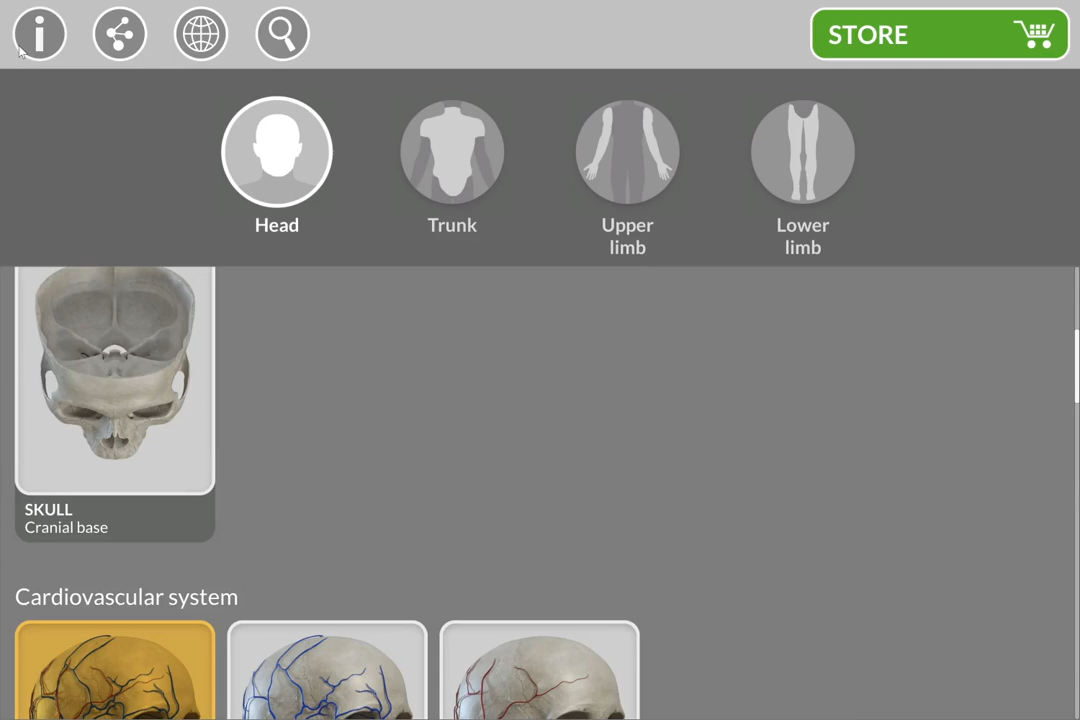 STORE
Head
Trunk
Upper
limb
Lower
limb
SKULL
Cranial base
Cardiovascular system